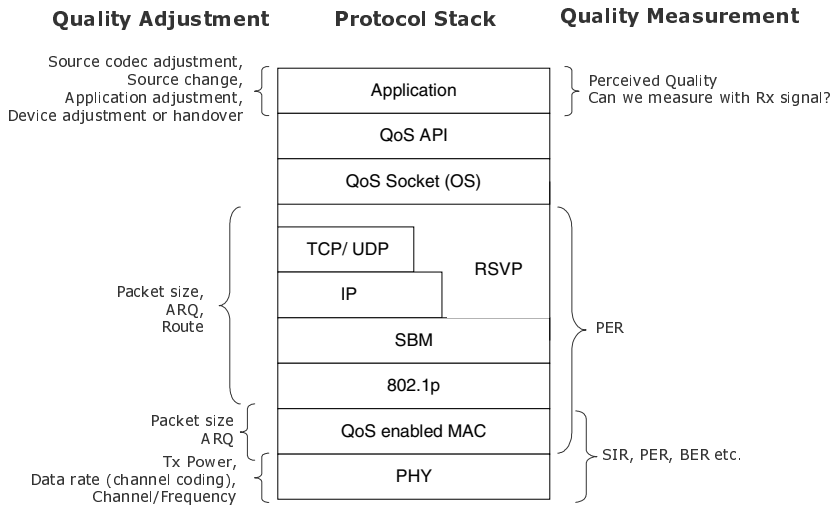 Quality Adjustment
Protocol Stack
Quality Measurement
Source codec adjustment,
Source change,
Application adjustment,
Device adjustment or handover
Application
Perceived Quality
Can we measure with Rx signal?
QoS API
QoS Socket (OS)
TCP/ UDP
RSVP
IP
Packet size,
ARQ,
Route
SBM
PER
802.1p
Packet size
ARQ
QoS enabled MAC
SIR, PER, BER etc.
Tx Power,
Data rate (channel coding),
Channel/Frequency
PHY